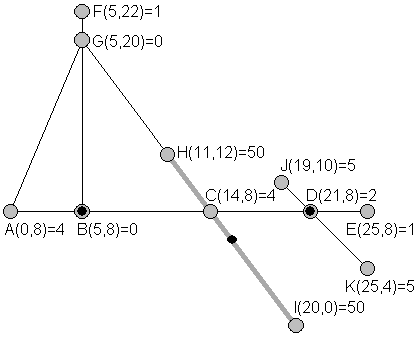 F(5,22)=1
G(5,20)=0
H(11,12)=50
J(19,10)=5
C(14,8)=4
D(21,8)=2
A(0,8)=4
B(5,8)=0
E(25,8)=1
K(25,4)=5
I(20,0)=50